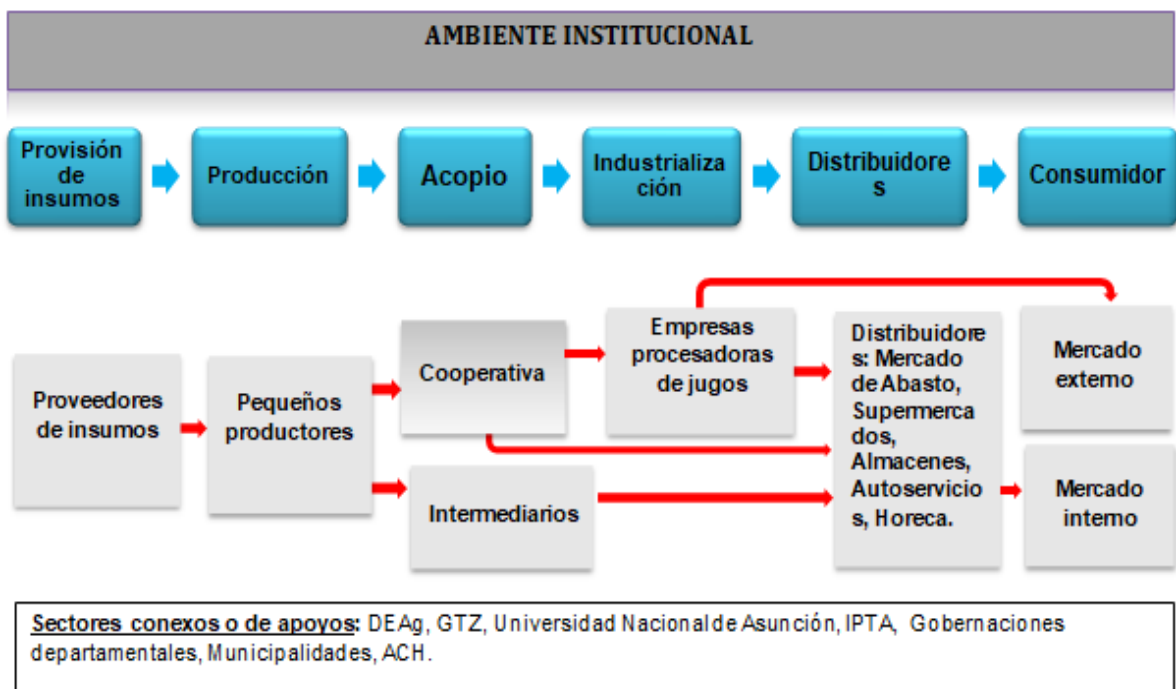 AMBIENTE INSTITUCIONAL
Provisión
de
insumos
Producción
Acopio
Industrializa
ción
Distribuidore
s
Consumidor
Proveedores
de insumos
Pequeños
productores
Cooperativa
Intermediarios
Empresas
procesadoras
de jugos
Distribuidore
s: Mercado
de Abasto,
Supermerca
dos,
Almacenes,
Autoservicio
s, Horeca.
Mercado
externo
Mercado
interno
Sectores conexos o de apoyos: DEAg, GTZ, Universidad Nacional de Asunción, IPTA, Gobernaciones
departamentales, Municipalidades, ACH.